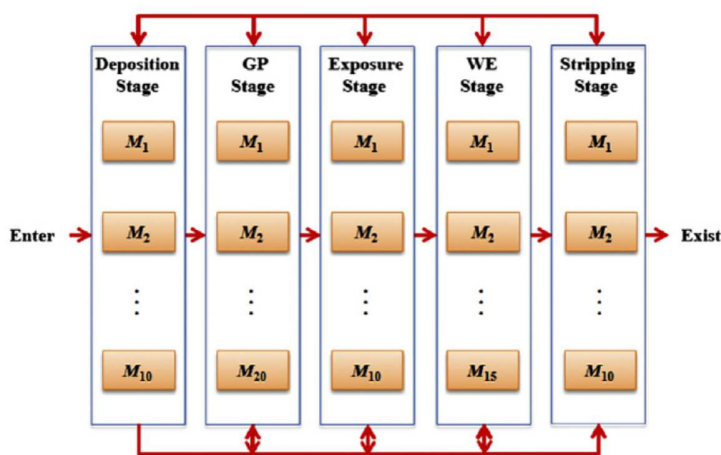 Deposition Stage
GP Stage
Exposure Stage
WE Stage
Stripping Stage
M1 M1 M1 M1 M1
Enter M2 M2 M2 M2 M2 Exist
⋮ ⋮ ⋮ ⋮ ⋮
M10 M20 M10 M15 M10